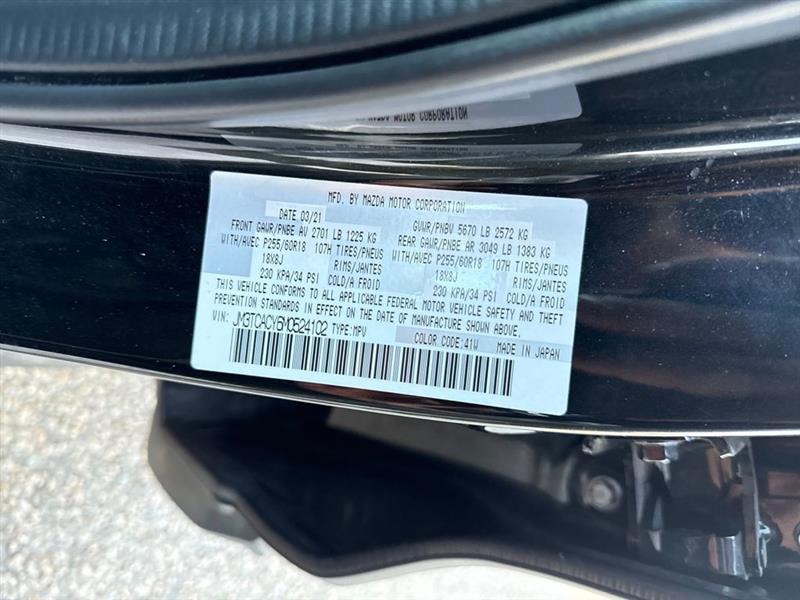 MFD. BY MAZDA MOTOR CORPORATION
DATE 03/21 GVWR/PNBV 5670 LB 2572 KG
FRONT GAWR/PNBE AV 2701 LB 1225 KG REAR GAWR/PNBE AR 3049 LB 1383 KG
WITH/AVEC P255/60R18 107H TIRES/PNEUS WITH/AVEC P255/60R18 107H TIRES/PNEUS
18X8J RIMS/JANTES 18X8J RIMS/JANTES
230 KPA/34 PSI COLD/A FROID 230 KPA/34 PSI COLD/A FROID
THIS VEHICLE CONFORMS TO ALL APPLICABLE FEDERAL MOTOR VEHICLE SAFETY AND THEFT
PREVENTION STANDARDS IN EFFECT ON THE DATE OF MANUFACTURE SHOWN ABOVE.
VIN: JM3TCACY6M0524102 TYPE:MPV COLOR CODE:41W MADE IN JAPAN